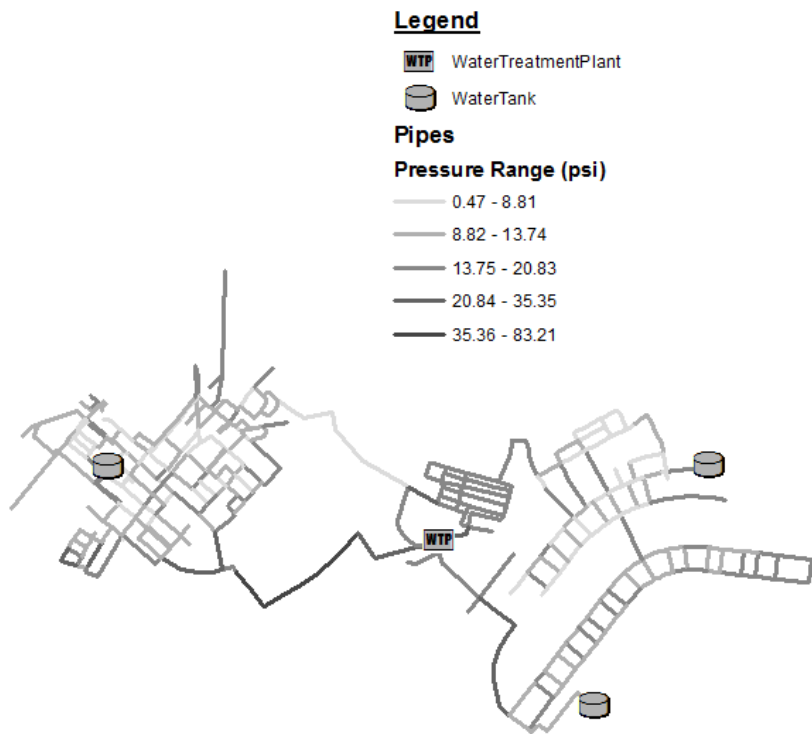 Legend
WTP WaterTreatmentPlant
WaterTank
Pipes
Pressure Range (psi)
0.47 - 8.81
8.82 - 13.74
13.75 - 20.83
20.84 - 35.35
35.36 - 83.21
WTP